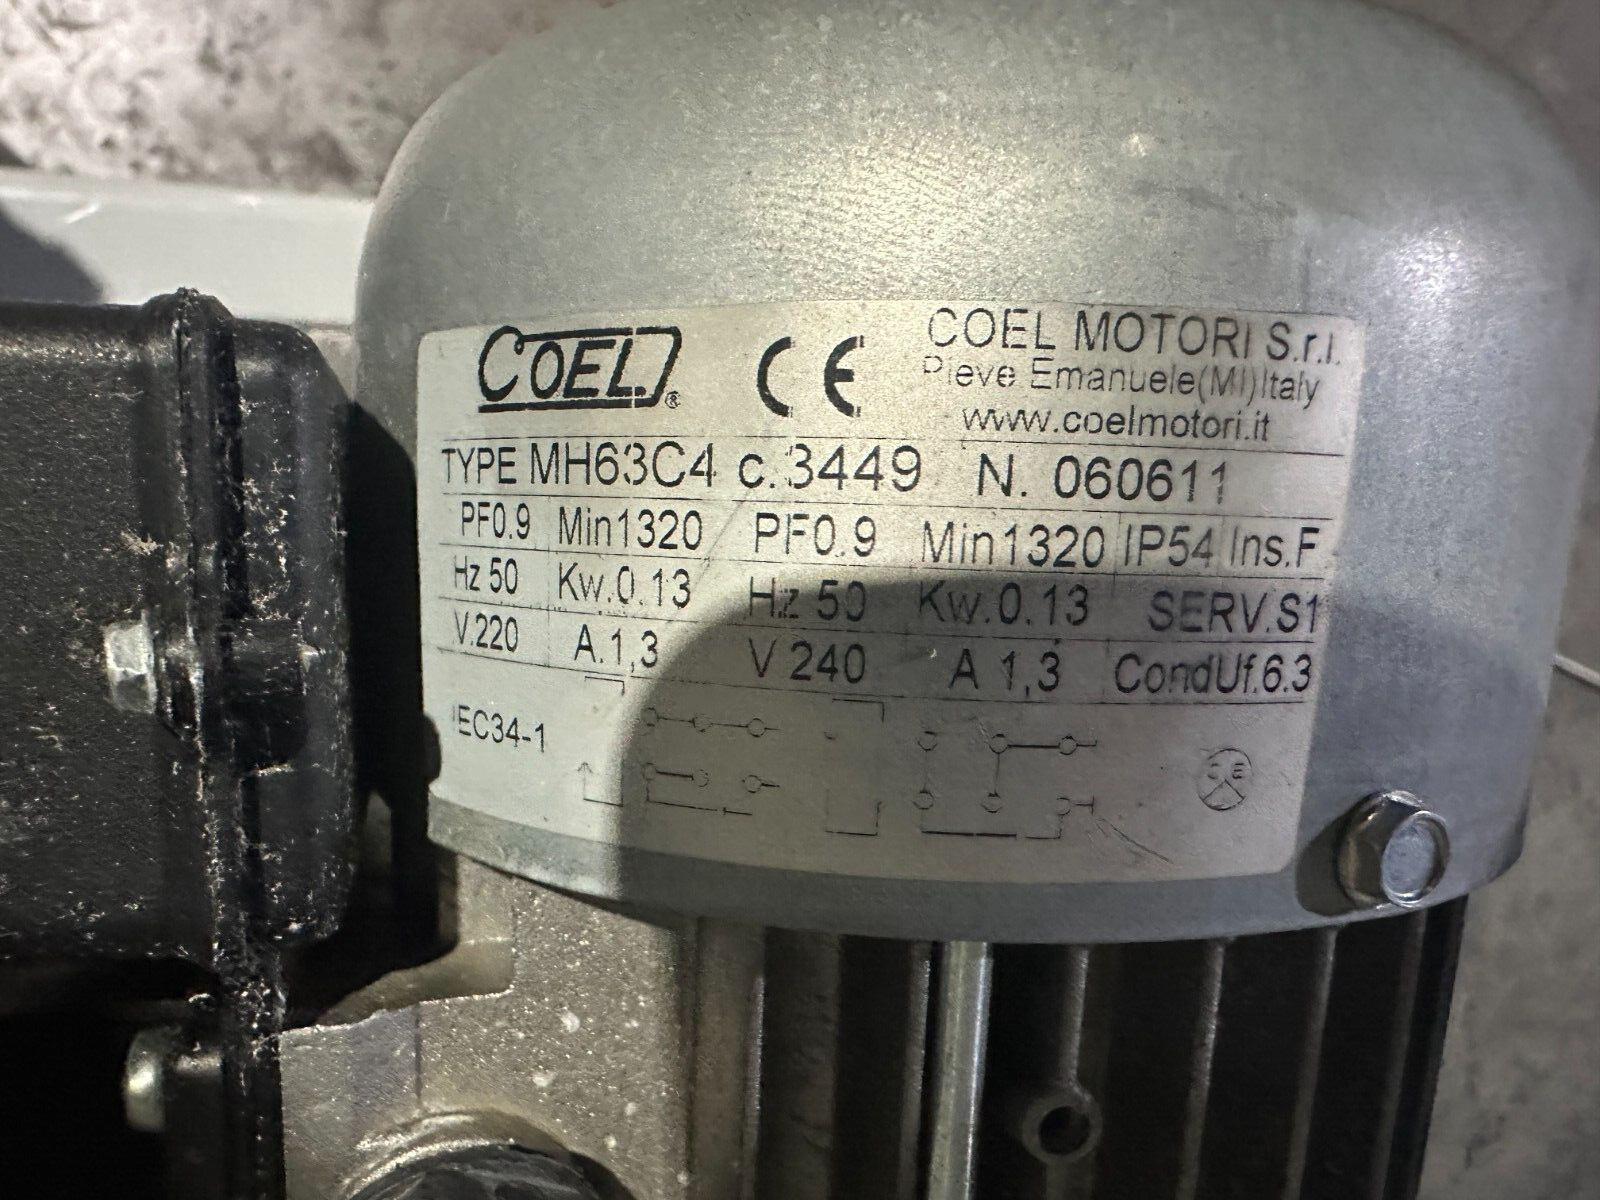 COEL ®
CE
COEL MOTORI S.r.l.
Pieve Emanuele(MI)Italy
www.coelmotori.it
TYPE MH63C4 c.3449 N. 060611
PF0.9 Min1320 PF0.9 Min1320 IP54 Ins.F
Hz 50 Kw.0.13 Hz 50 Kw.0.13 SERV.S1
V.220 A.1,3 V 240 A 1,3 CondUf.6.3
IEC34-1